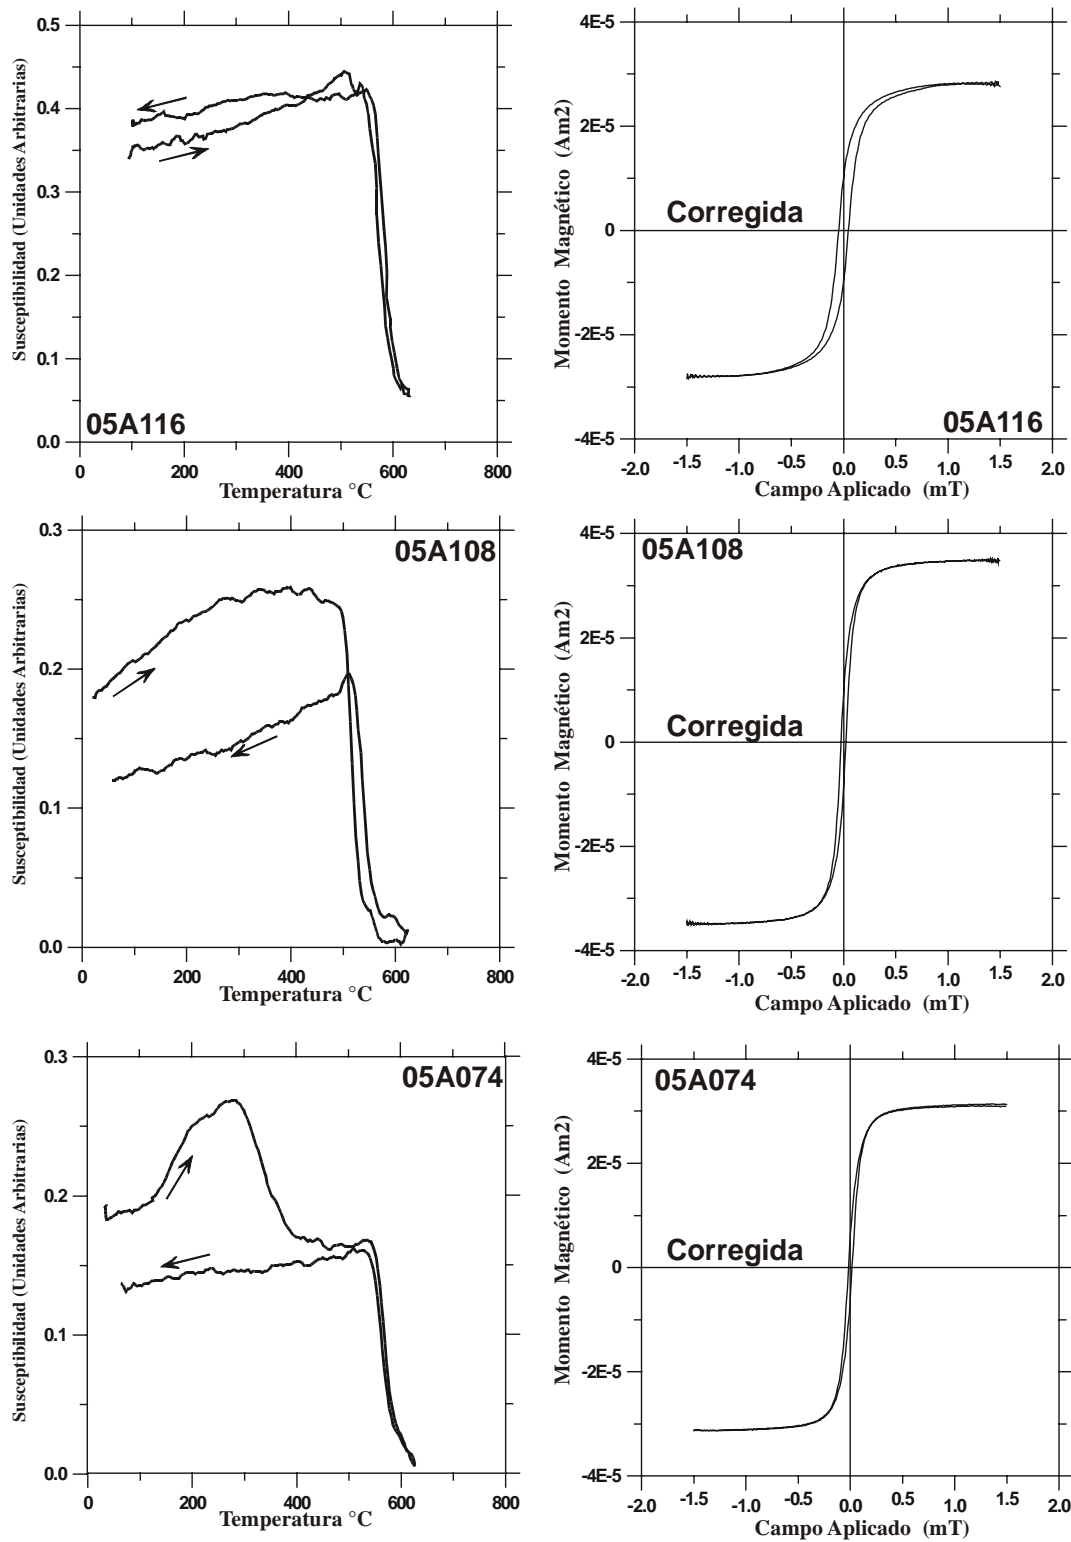 0.5
0.4
0.3
0.2
0.1
0.0
Susceptibilidad (Unidades Arbitrarias)
05A116
0 200 400 600 800
Temperatura °C
4E-5
2E-5
0
-2E-5
-4E-5
Momento Magnético (Am2)
Corregida
05A116
-2.0 -1.5 -1.0 -0.5 0.0 0.5 1.0 1.5 2.0
Campo Aplicado (mT)
0.3
0.2
0.1
0.0
Susceptibilidad (Unidades Arbitrarias)
05A108
0 200 400 600 800
Temperatura °C
4E-5
2E-5
0
-2E-5
-4E-5
Momento Magnético (Am2)
05A108
Corregida
-2.0 -1.5 -1.0 -0.5 0.0 0.5 1.0 1.5 2.0
Campo Aplicado (mT)
0.3
0.2
0.1
0.0
Susceptibilidad (Unidades Arbitrarias)
05A074
0 200 400 600 800
Temperatura °C
4E-5
2E-5
0
-2E-5
-4E-5
Momento Magnético (Am2)
05A074
Corregida
-2.0 -1.5 -1.0 -0.5 0.0 0.5 1.0 1.5 2.0
Campo Aplicado (mT)